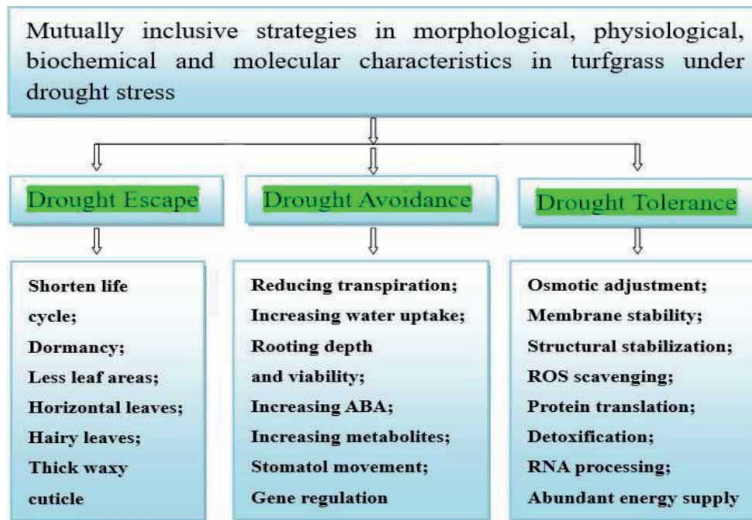 Mutually inclusive strategies in morphological, physiological,
biochemical and molecular characteristics in turfgrass under
drought stress
Drought Escape
Drought Avoidance
Drought Tolerance
Shorten life
cycle;
Dormancy;
Less leaf areas;
Horizontal leaves;
Hairy leaves;
Thick waxy
cuticle
Reducing transpiration;
Increasing water uptake;
Rooting depth
and viability;
Increasing ABA;
Increasing metabolites;
Stomatol movement;
Gene regulation
Osmotic adjustment;
Membrane stability;
Structural stabilization;
ROS scavenging;
Protein translation;
Detoxification;
RNA processing;
Abundant energy supply